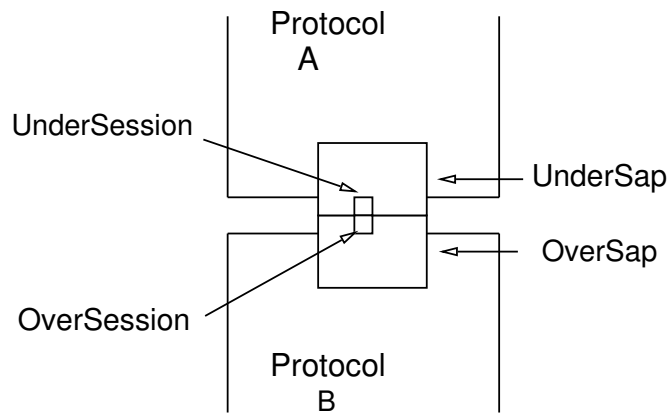 Protocol
A
UnderSession
UnderSap
OverSap
OverSession
Protocol
B